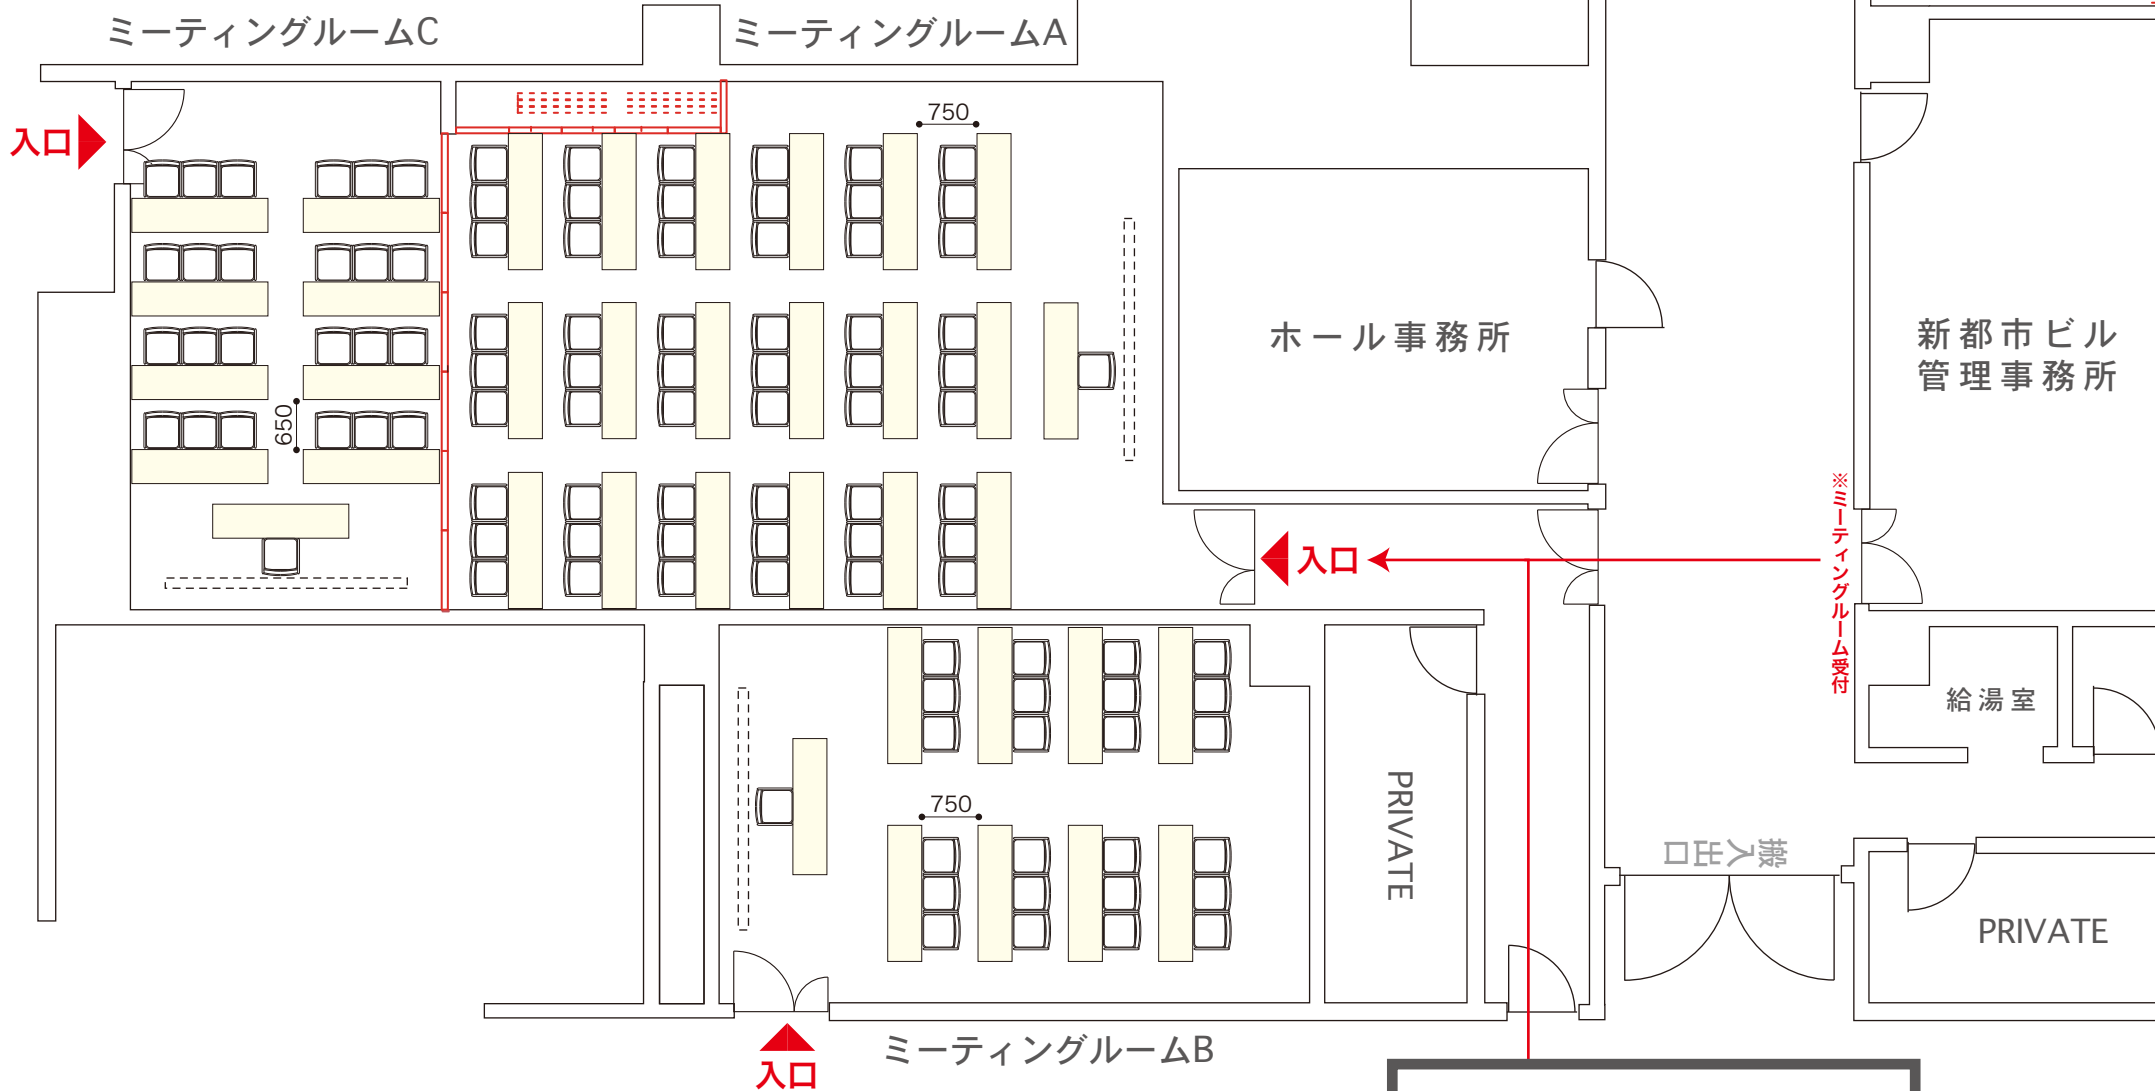 ミーティングルームC
ミーティングルームA
入口
750
ホール事務所
新都市ビル
管理事務所
650
入口
※ミーティングルーム受付
給湯室
750
PRIVATE
搬入出口
PRIVATE
ミーティングルームB
入口